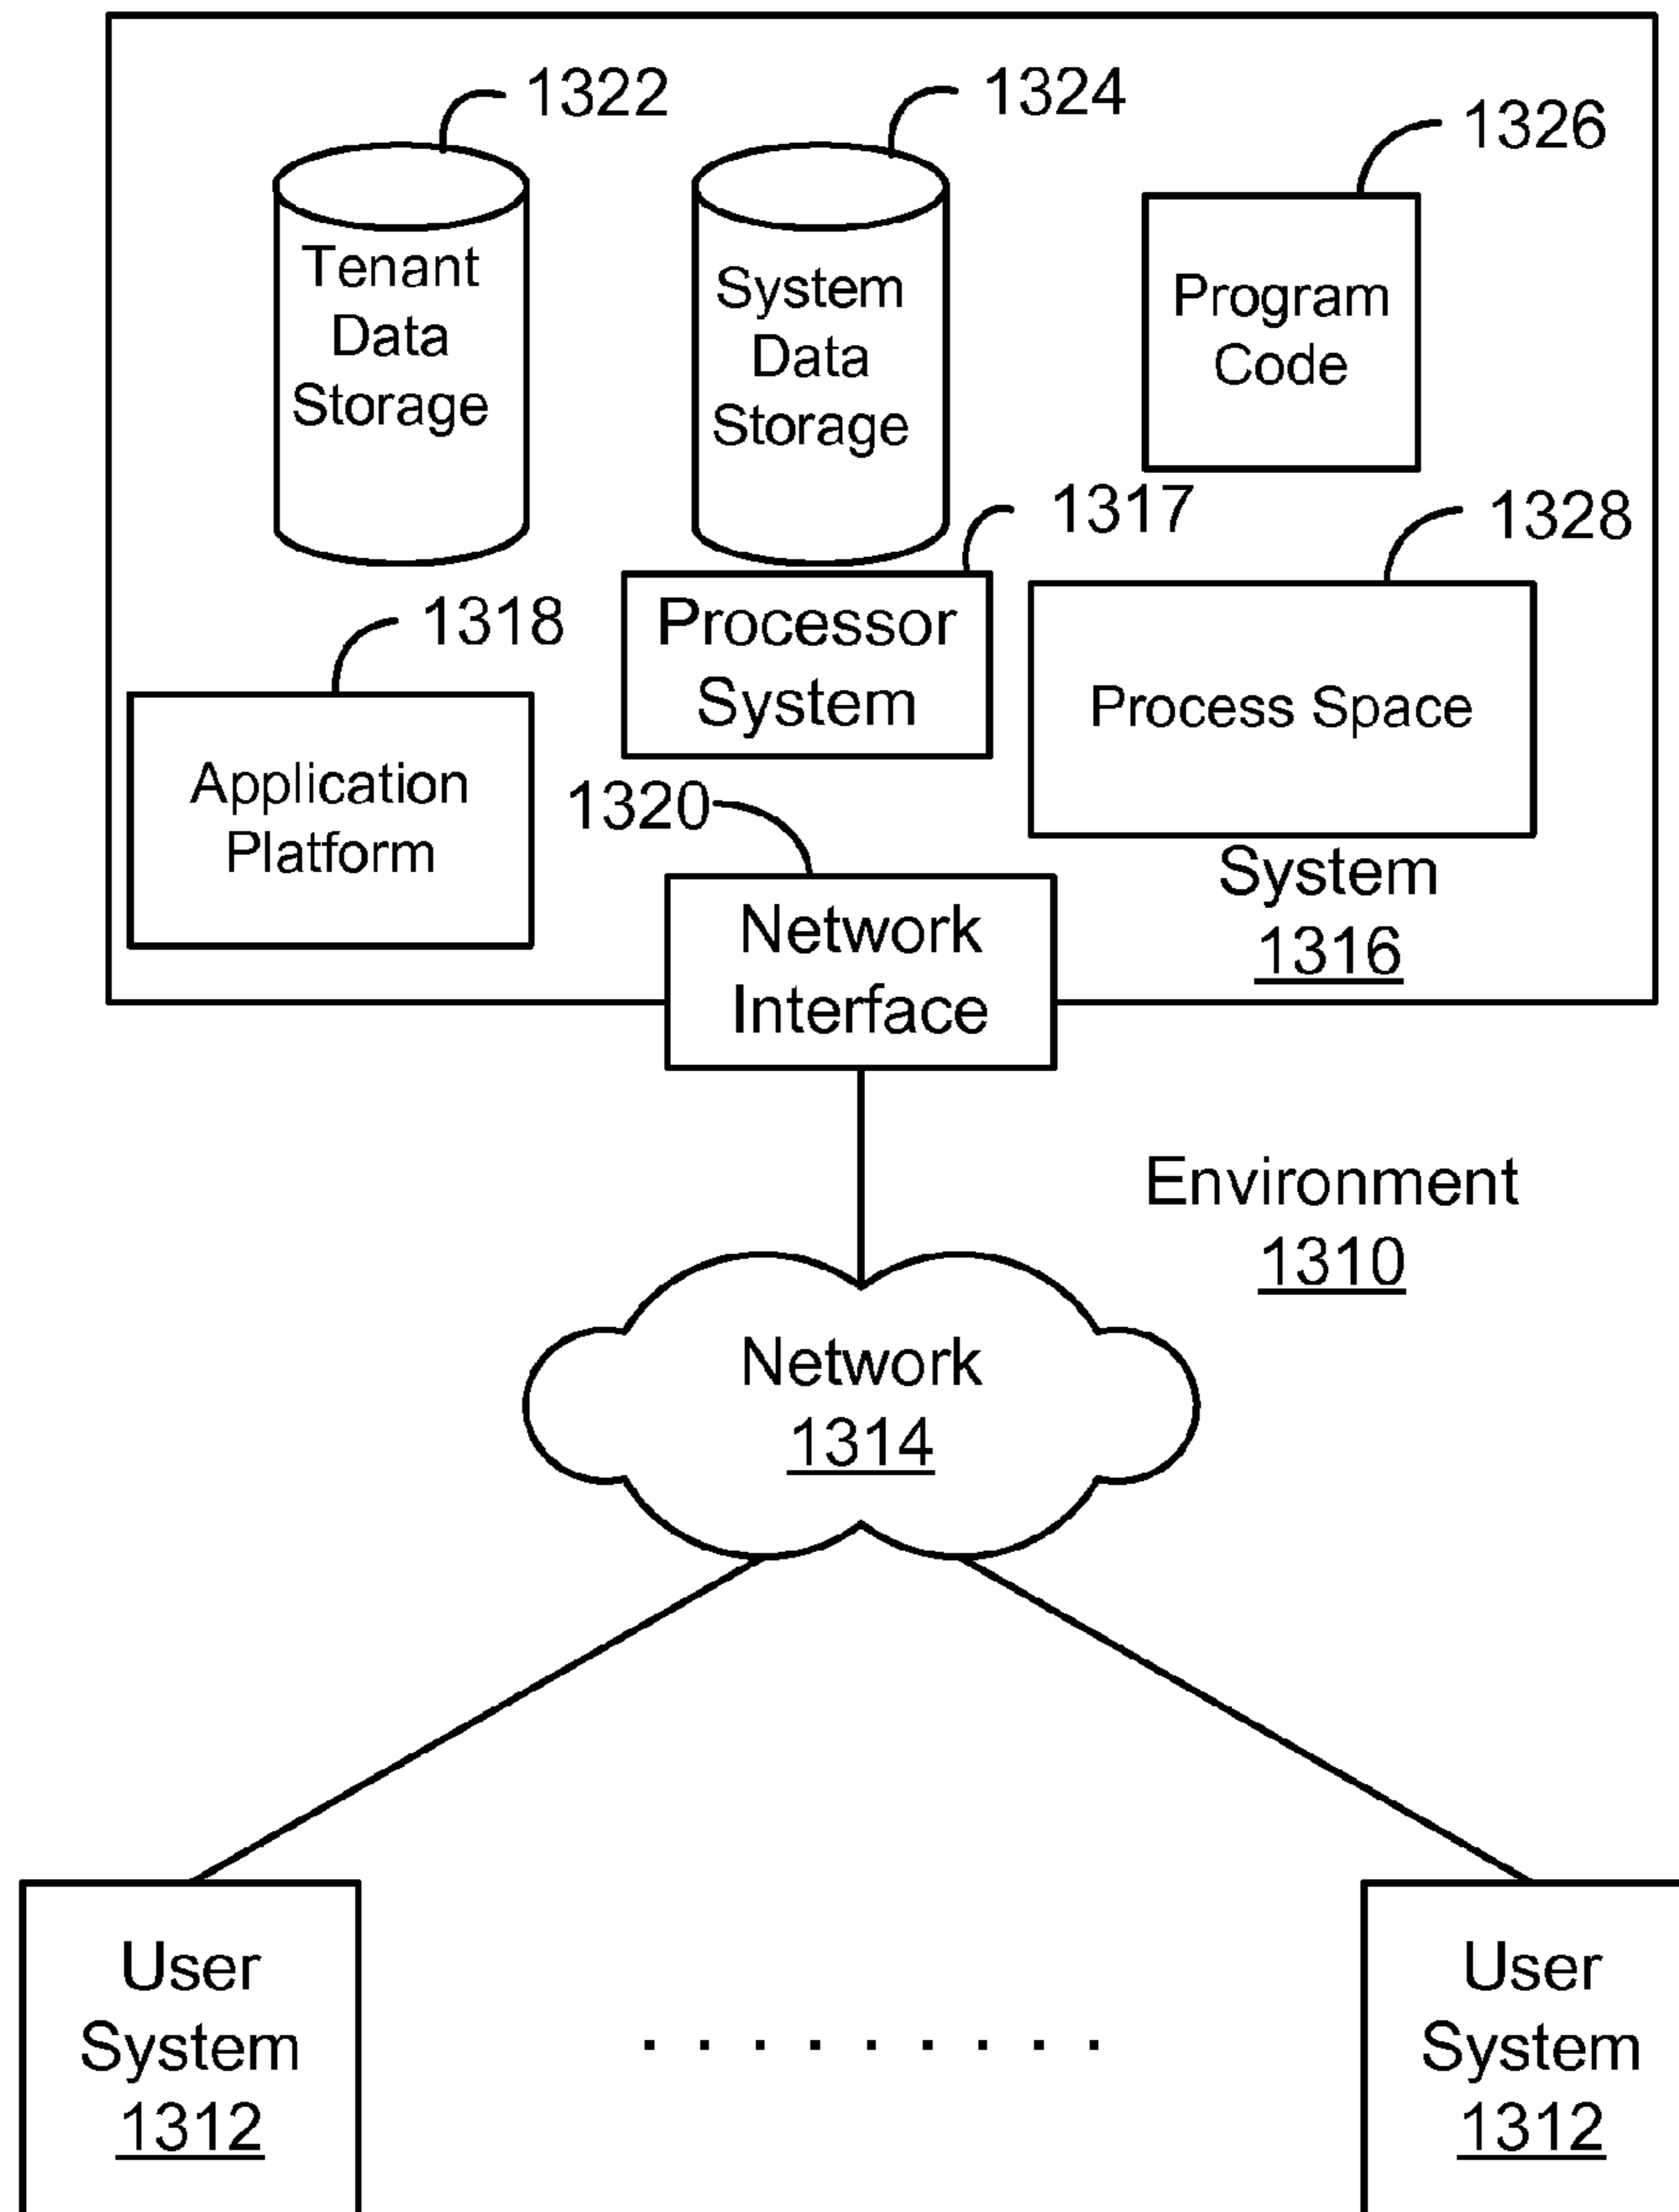 1322
1324
1326
Tenant
Data
Storage
System
Data
Storage
Program
Code
1317
1328
1318
Processor
System
Process Space
Application
Platform
1320
System
1316
Network
Interface
Environment
1310
Network
1314
User
System
1312
. . . . . . . . .
User
System
1312